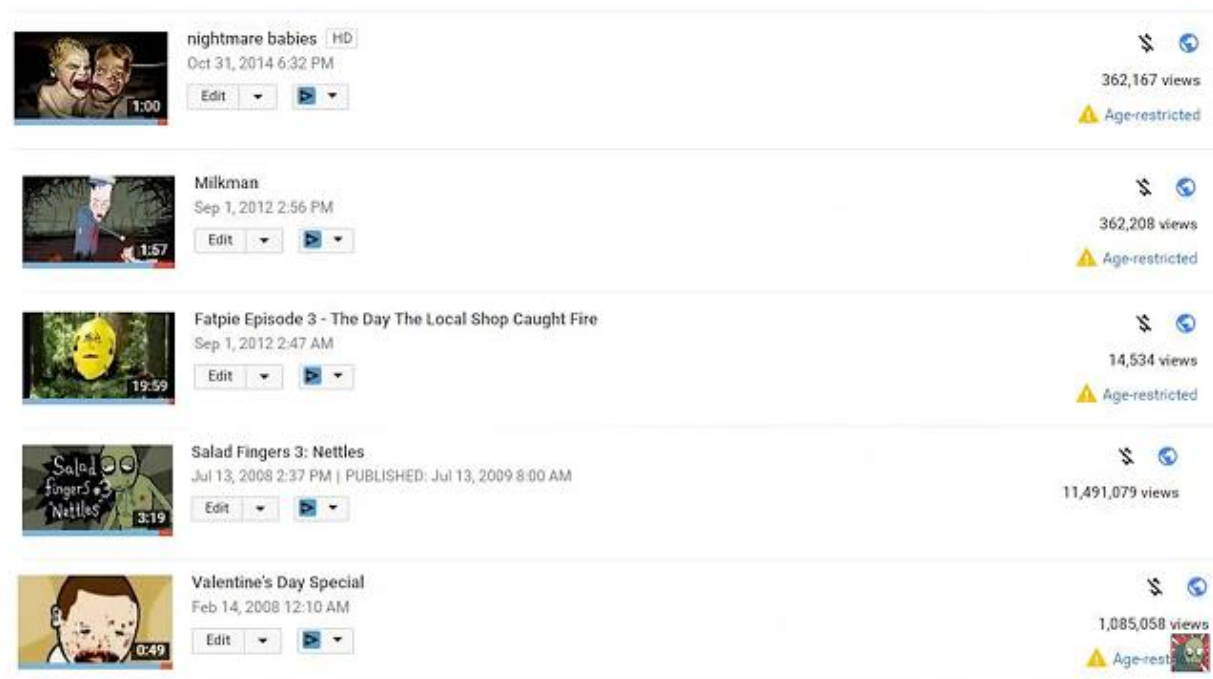 nightmare babies HD
Oct 31, 2014 6:32 PM
1:00
Edit
362,167 views
Age-restricted
Milkman
Sep 1, 2012 2:56 PM
1:57
Edit
362,208 views
Age-restricted
Fatpie Episode 3 - The Day The Local Shop Caught Fire
Sep 1, 2012 2:47 AM
19:59
Edit
14,534 views
Age-restricted
Salad Fingers 3: Nettles
Jul 13, 2008 2:37 PM | PUBLISHED: Jul 13, 2009 8:00 AM
Salad
fingers #3
"Nettles"
3:19
Edit
11,491,079 views
Valentine's Day Special
Feb 14, 2008 12:10 AM
0:49
Edit
1,085,058 views
Age-rest